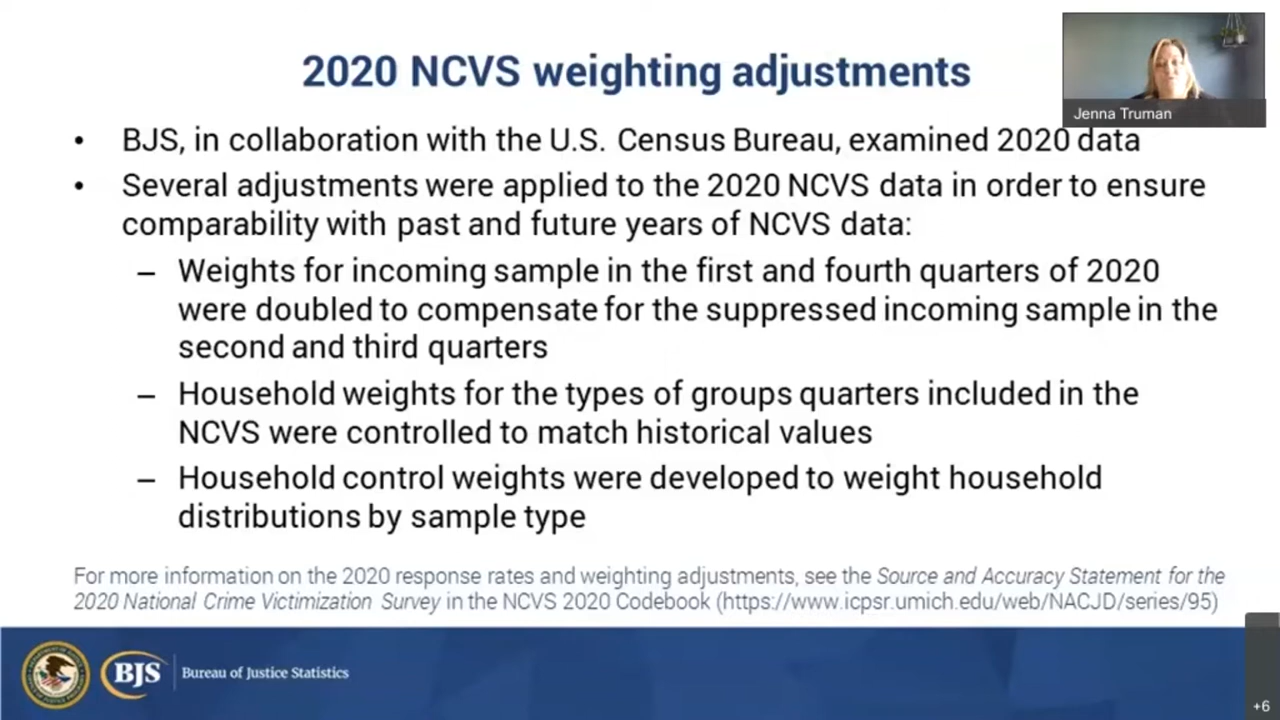 2020 NCVS weighting adjustments
Jenna Truman
• BJS, in collaboration with the U.S. Census Bureau, examined 2020 data
• Several adjustments were applied to the 2020 NCVS data in order to ensure
comparability with past and future years of NCVS data:
– Weights for incoming sample in the first and fourth quarters of 2020
were doubled to compensate for the suppressed incoming sample in the
second and third quarters
– Household weights for the types of groups quarters included in the
NCVS were controlled to match historical values
– Household control weights were developed to weight household
distributions by sample type
For more information on the 2020 response rates and weighting adjustments, see the Source and Accuracy Statement for the
2020 National Crime Victimization Survey in the NCVS 2020 Codebook (https://www.icpsr.umich.edu/web/NACJD/series/95)
BJS
Bureau of Justice Statistics
+6